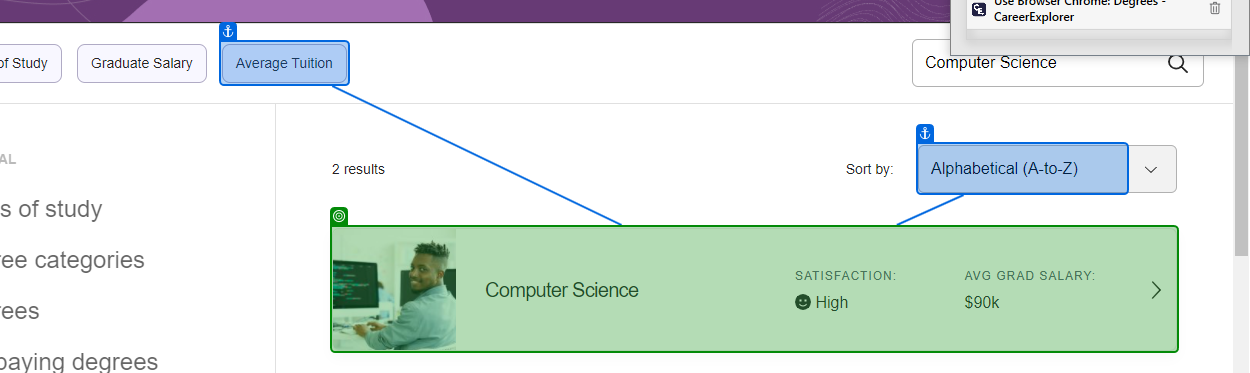 Use Browser Chrome: Degrees -
CareerExplorer
of Study
Graduate Salary
Average Tuition
Computer Science
AL
2 results
Sort by:
Alphabetical (A-to-Z)
s of study
ree categories
rees
paying degrees
Computer Science
SATISFACTION:
High
AVG GRAD SALARY:
$90k